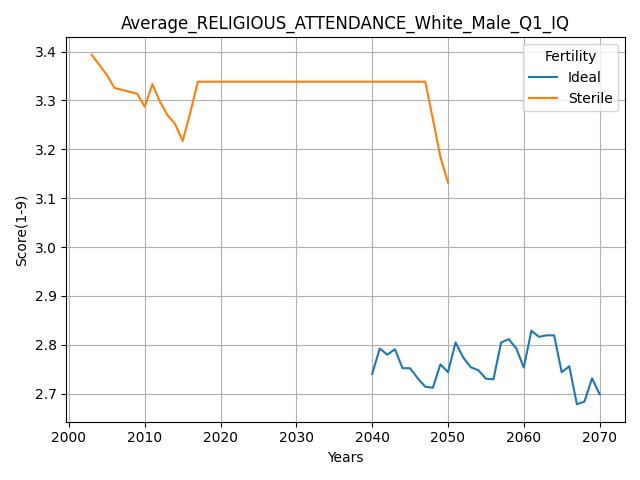 Average_RELIGIOUS_ATTENDANCE_White_Male_Q1_IQ
Fertility
Ideal
Sterile
Score(1-9)
3.4
3.3
3.2
3.1
3.0
2.9
2.8
2.7
2000 2010 2020 2030 2040 2050 2060 2070
Years